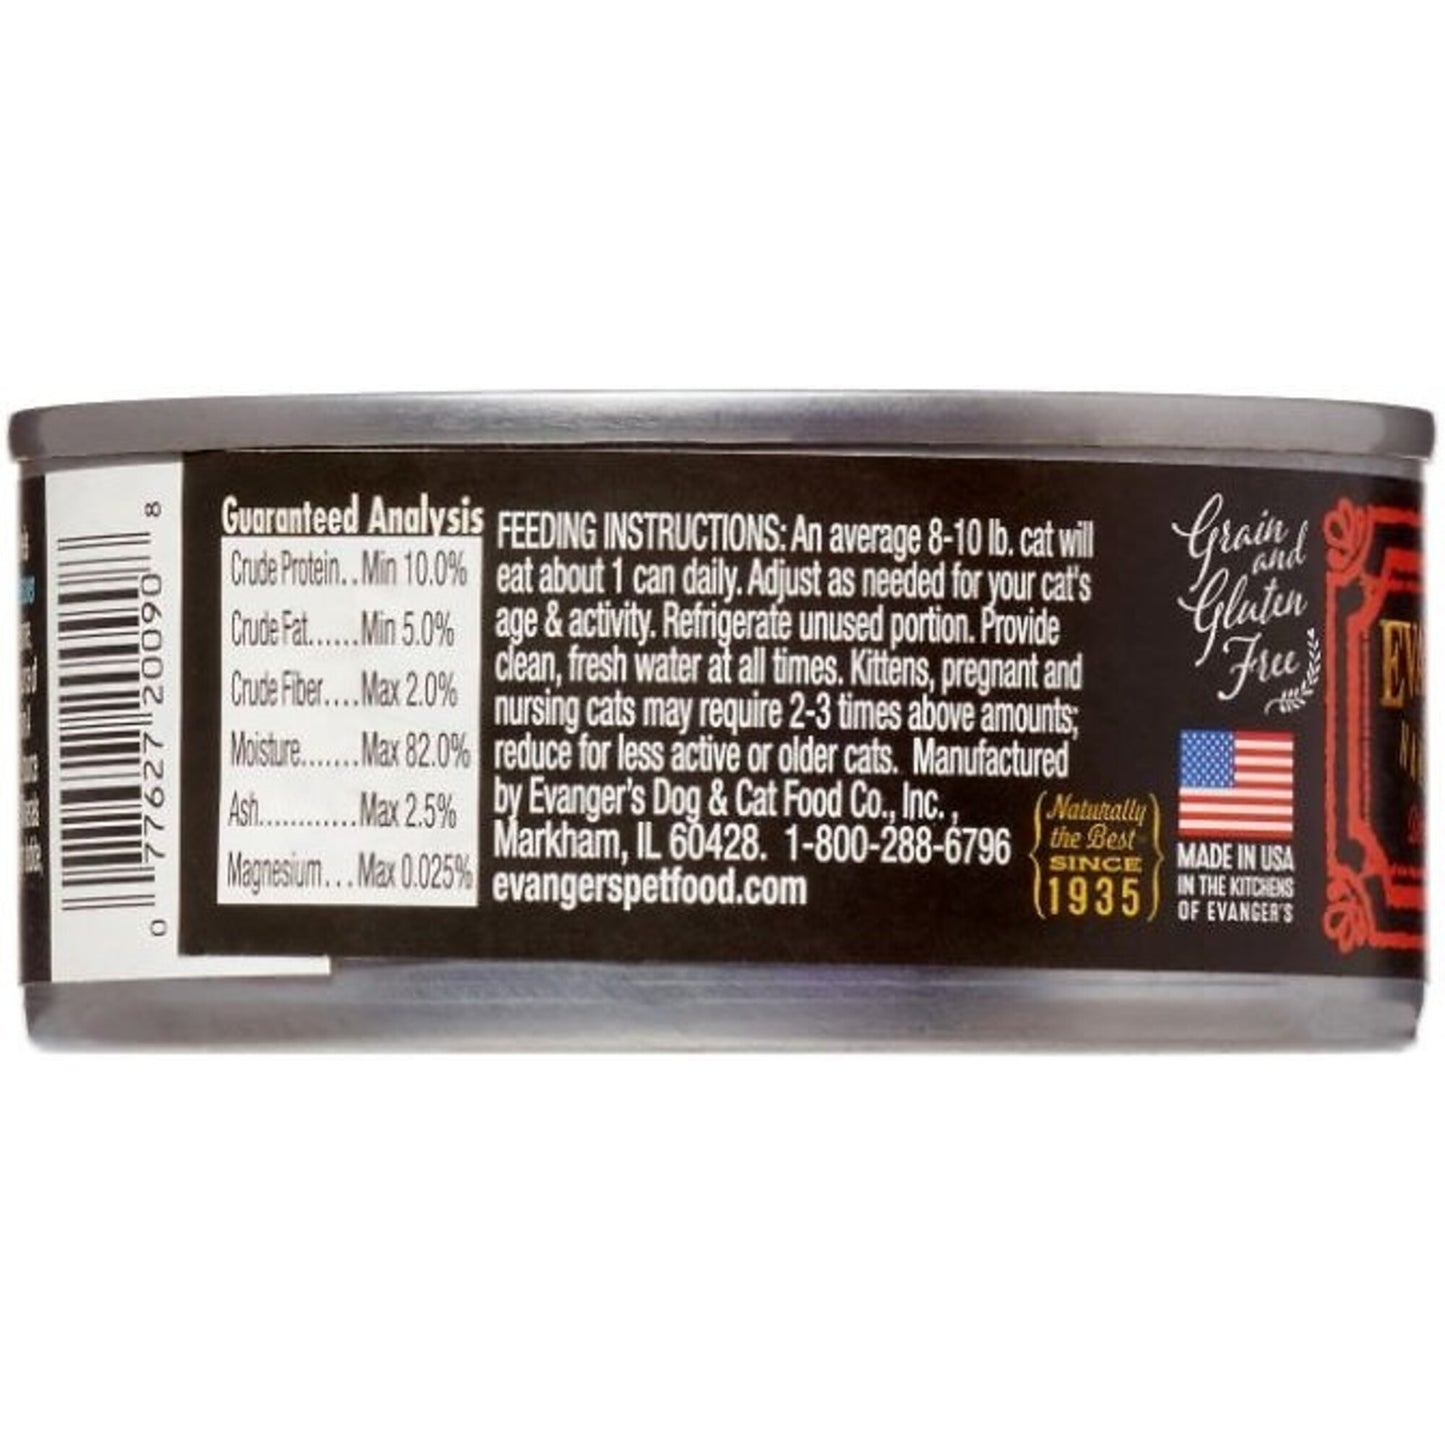 8
77627 20090
0
Guaranteed Analysis
Crude Protein..Min 10.0%
Crude Fat......Min 5.0%
Crude Fiber....Max 2.0%
Moisture.......Max 82.0%
Ash............Max 2.5%
Magnesium...Max 0.025%
FEEDING INSTRUCTIONS: An average 8-10 lb. cat will
eat about 1 can daily. Adjust as needed for your cat's
age & activity. Refrigerate unused portion. Provide
clean, fresh water at all times. Kittens, pregnant and
nursing cats may require 2-3 times above amounts;
reduce for less active or older cats. Manufactured
by Evanger's Dog & Cat Food Co., Inc. ,
Markham, IL 60428. 1-800-288-6796
evangerspetfood.com
Naturally
the Best
SINCE
1935
Grain
and
Gluten
Free
MADE IN USA
IN THE KITCHENS
OF EVANGER'S